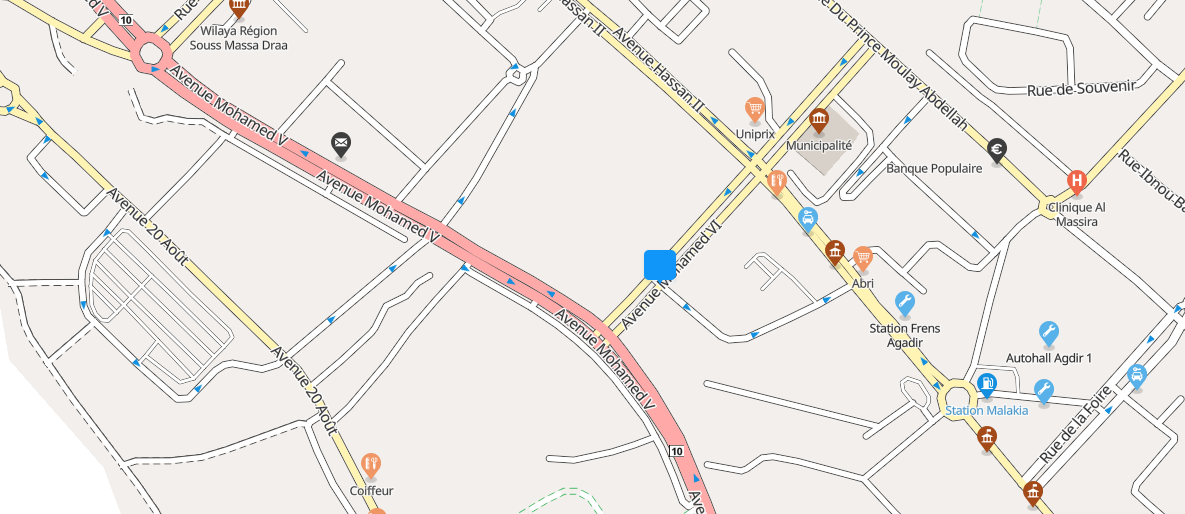 10
Rue
Wilaya Région
Souss Massa Draa
Hassan II
Avenue Hassan II
Rue Du Prince Moulay Abdellah
Rue de Souvenir
Avenue Mohamed V
Uniprix
Municipalité
Banque Populaire
Clinique Al
Massira
Rue Ibnou Ba
Avenue Mohamed V
Avenue 20 Août
Avenue Mohamed VI
Abri
Station Frens
Agadir
Autohall Agdir 1
Avenue Mohamed V
Avenue 20 Août
Station Malakia
Rue de la Foire
10
Coiffeur
Ave